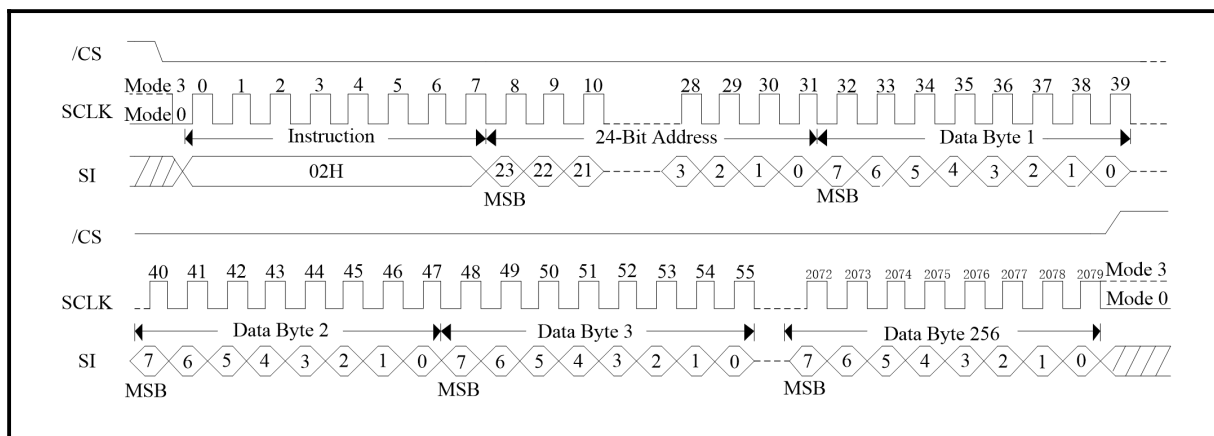 /CS
Mode 3 0 1 2 3 4 5 6 7 8 9 10 28 29 30 31 32 33 34 35 36 37 38 39
SCLK
Mode 0
Instruction 24-Bit Address Data Byte 1
SI 02H 23 22 21 3 2 1 0 7 6 5 4 3 2 1 0
MSB MSB
/CS
40 41 42 43 44 45 46 47 48 49 50 51 52 53 54 55 2072 2073 2074 2075 2076 2077 2078 2079 Mode 3
SCLK Mode 0
Data Byte 2 Data Byte 3 Data Byte 256
SI 7 6 5 4 3 2 1 0 7 6 5 4 3 2 1 0 7 6 5 4 3 2 1 0
MSB MSB MSB